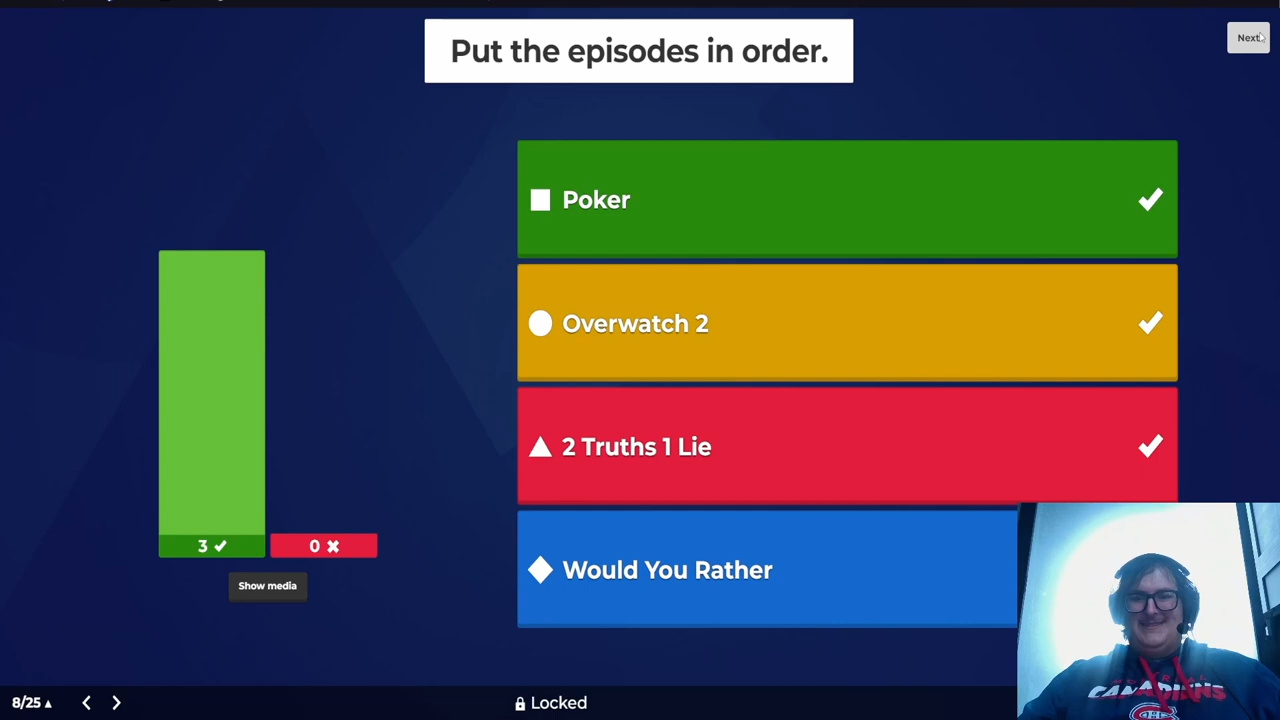 Put the episodes in order.
Next
Poker
Overwatch 2
2 Truths 1 Lie
Would You Rather
3
0
Show media
8/25
Locked
CANADIENS